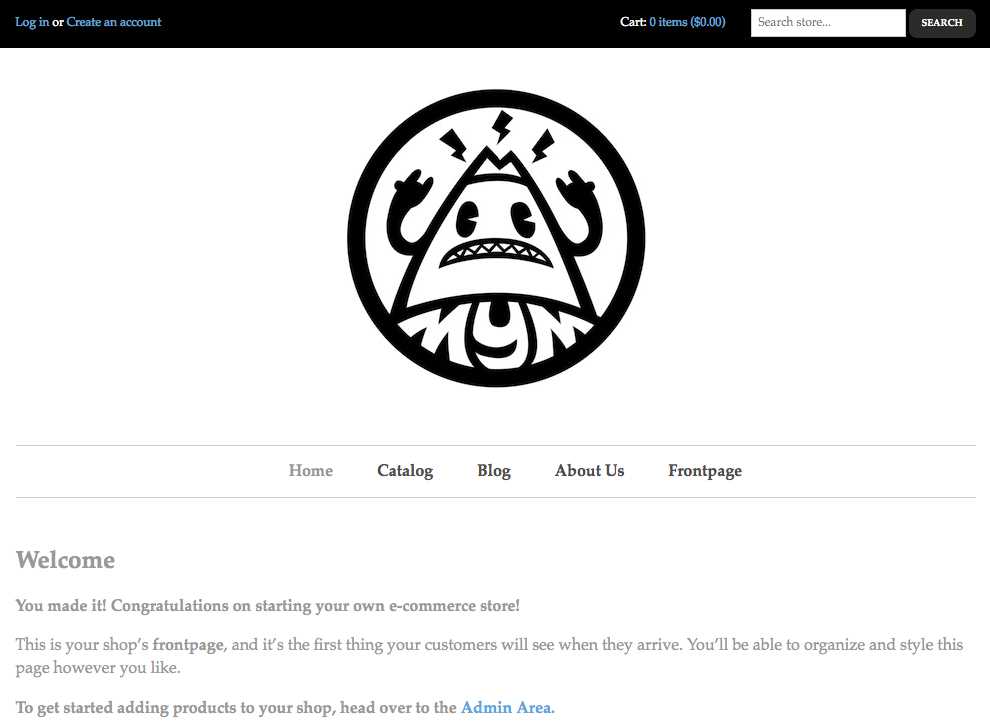 Log in or Create an account
Cart: 0 items ($0.00)
Search store...
SEARCH
MYM
Home Catalog Blog About Us Frontpage
Welcome
You made it! Congratulations on starting your own e-commerce store!
This is your shop’s frontpage, and it’s the first thing your customers will see when they arrive. You’ll be able to organize and style this
page however you like.
To get started adding products to your shop, head over to the Admin Area.